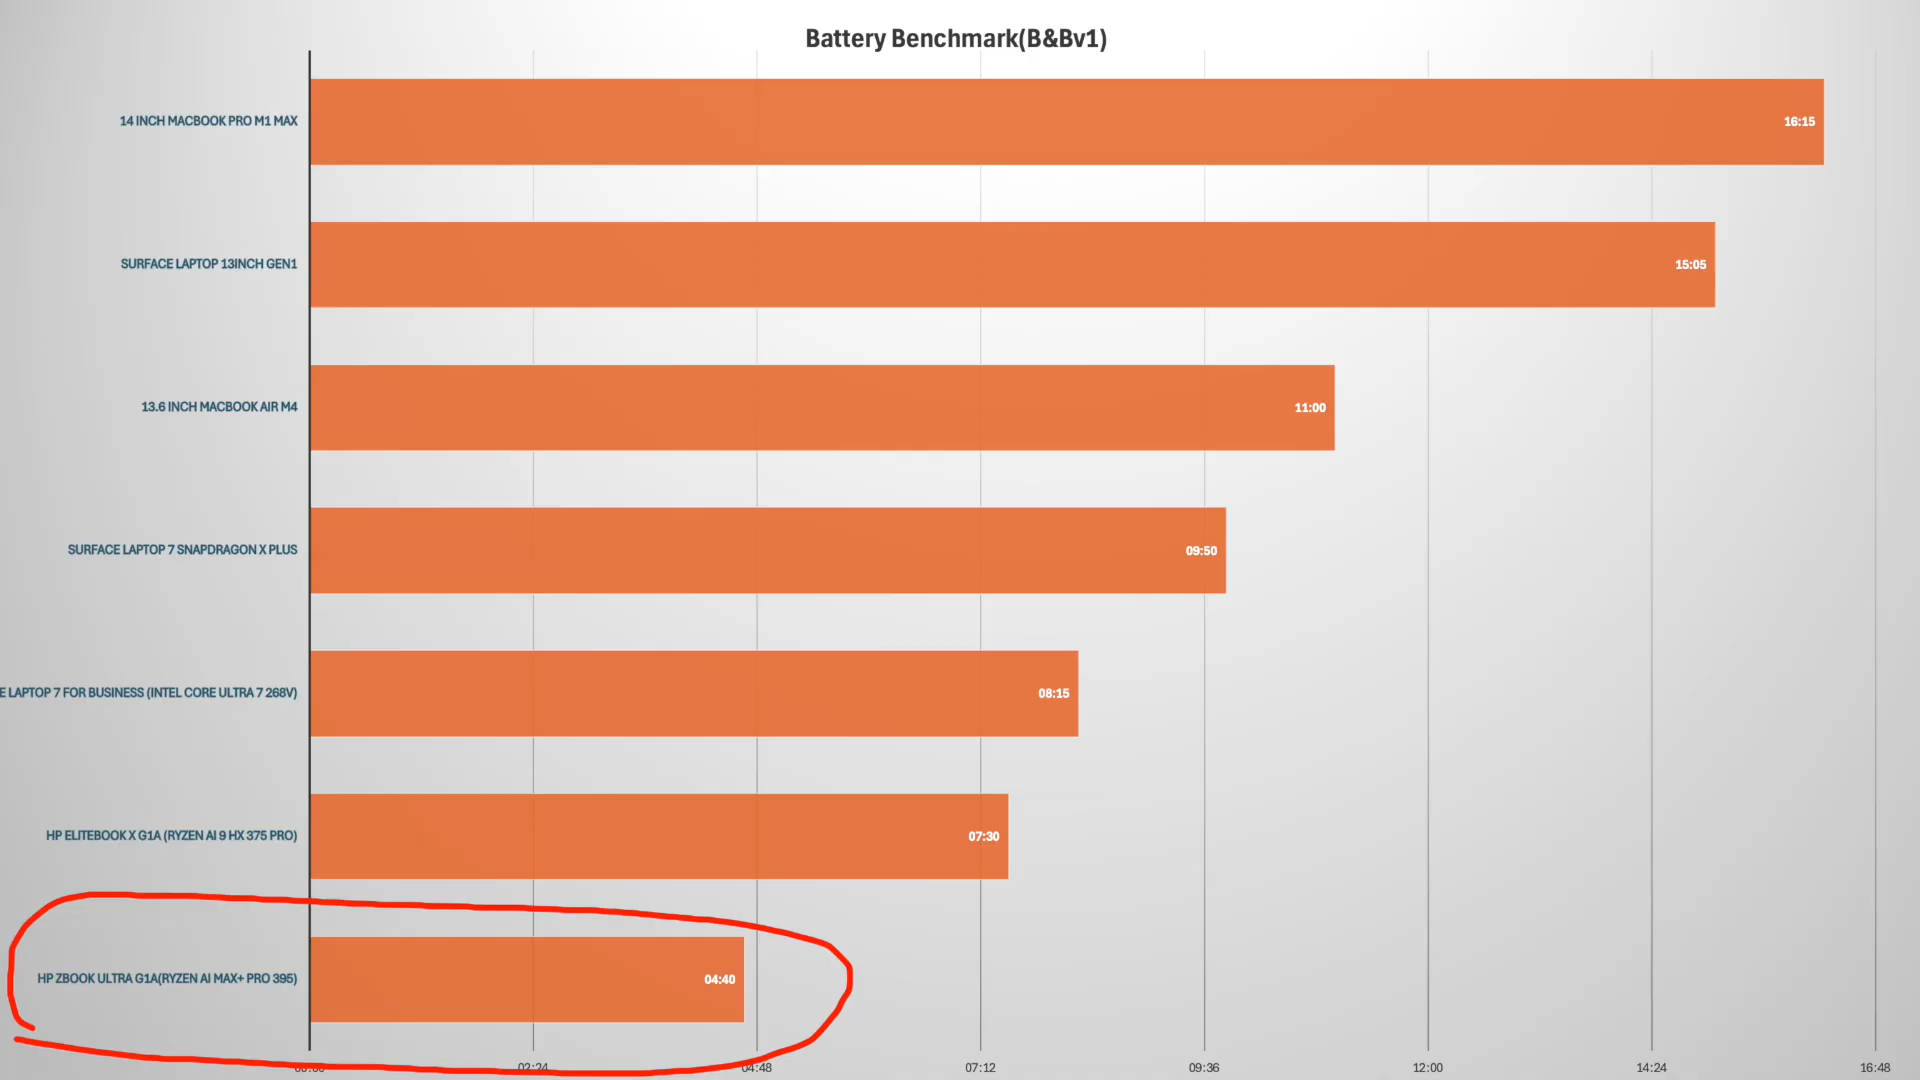 Battery Benchmark(B&Bv1)
14 INCH MACBOOK PRO M1 MAX
16:15
SURFACE LAPTOP 13INCH GEN1
15:05
13.6 INCH MACBOOK AIR M4
11:00
SURFACE LAPTOP 7 SNAPDRAGON X PLUS
09:50
E LAPTOP 7 FOR BUSINESS (INTEL CORE ULTRA 7 268V)
08:15
HP ELITEBOOK X G1A (RYZEN AI 9 HX 375 PRO)
07:30
HP ZBOOK ULTRA G1A(RYZEN AI MAX+ PRO 395)
04:40
00:00 02:24 04:48 07:12 09:36 12:00 14:24 16:48